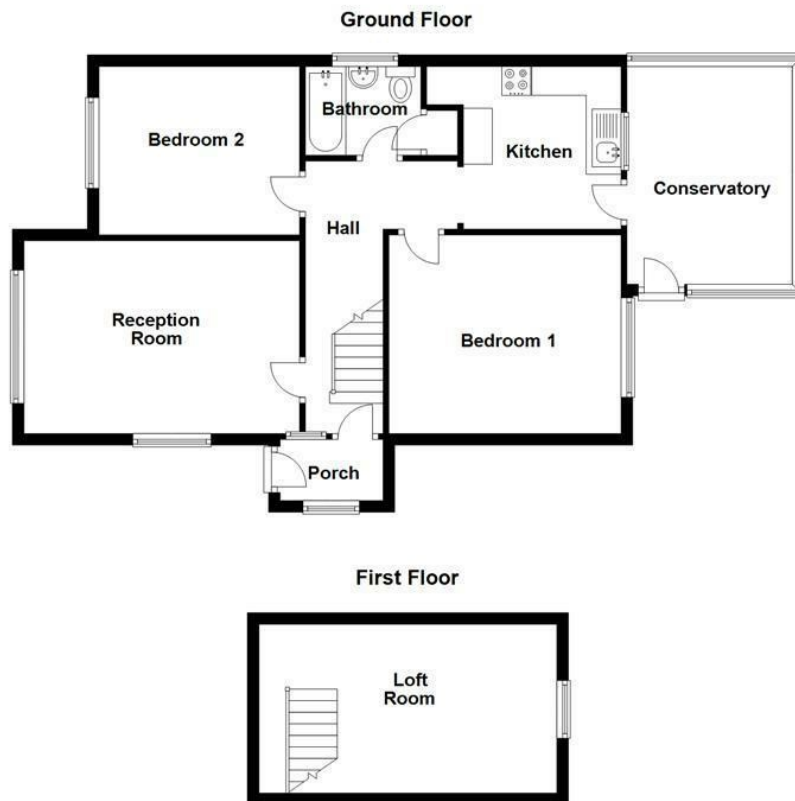 Ground Floor
Bathroom
Bedroom 2
Kitchen
Conservatory
Hall
Reception
Room
Bedroom 1
Porch
First Floor
Loft
Room